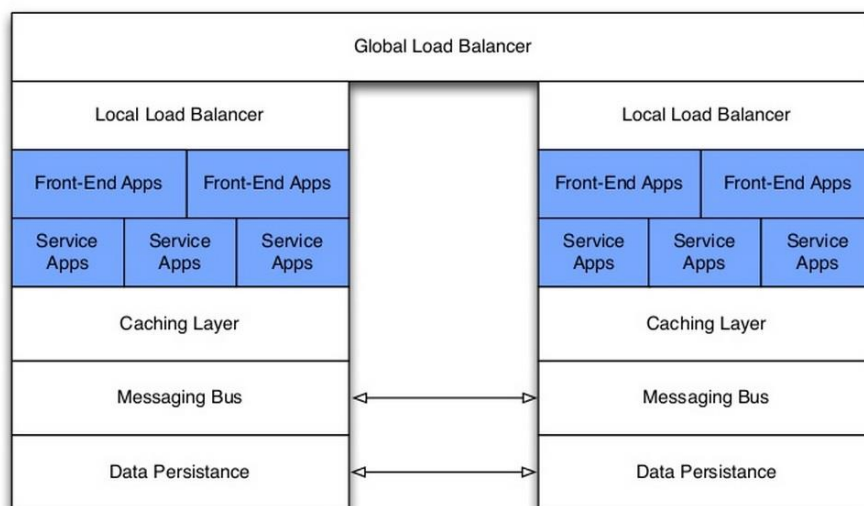 Global Load Balancer
Local Load Balancer
Local Load Balancer
Front-End Apps
Front-End Apps
Front-End Apps
Front-End Apps
Service
Apps
Service
Apps
Service
Apps
Service
Apps
Service
Apps
Service
Apps
Caching Layer
Caching Layer
Messaging Bus
Messaging Bus
Data Persistance
Data Persistance